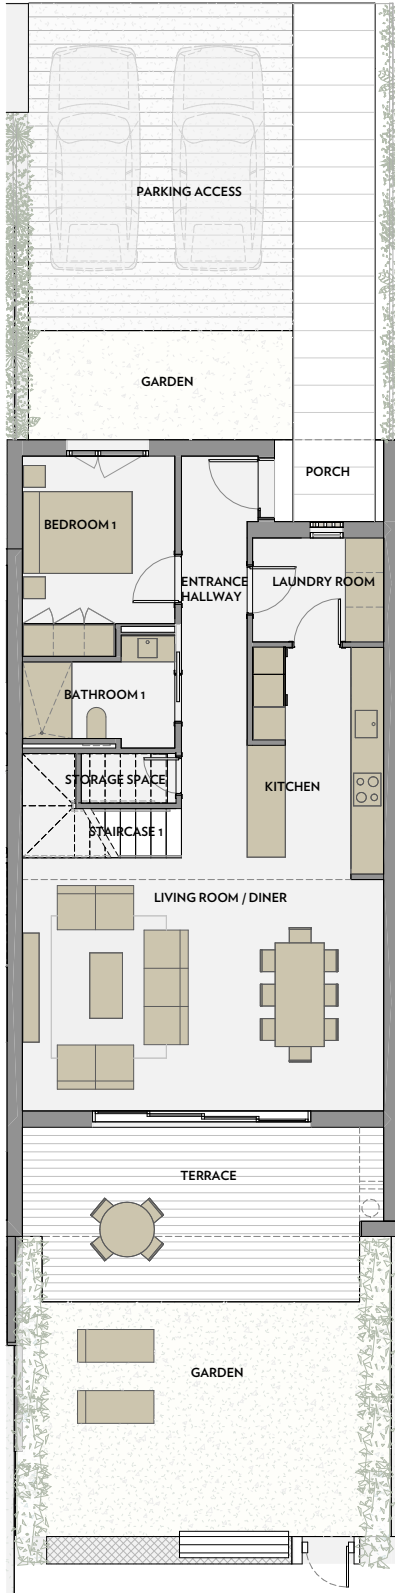 PARKING ACCESS
GARDEN
PORCH
BEDROOM 1
ENTRANCE
HALLWAY
LAUNDRY ROOM
BATHROOM 1
STORAGE SPACE
KITCHEN
STAIRCASE 1
LIVING ROOM / DINER
TERRACE
GARDEN